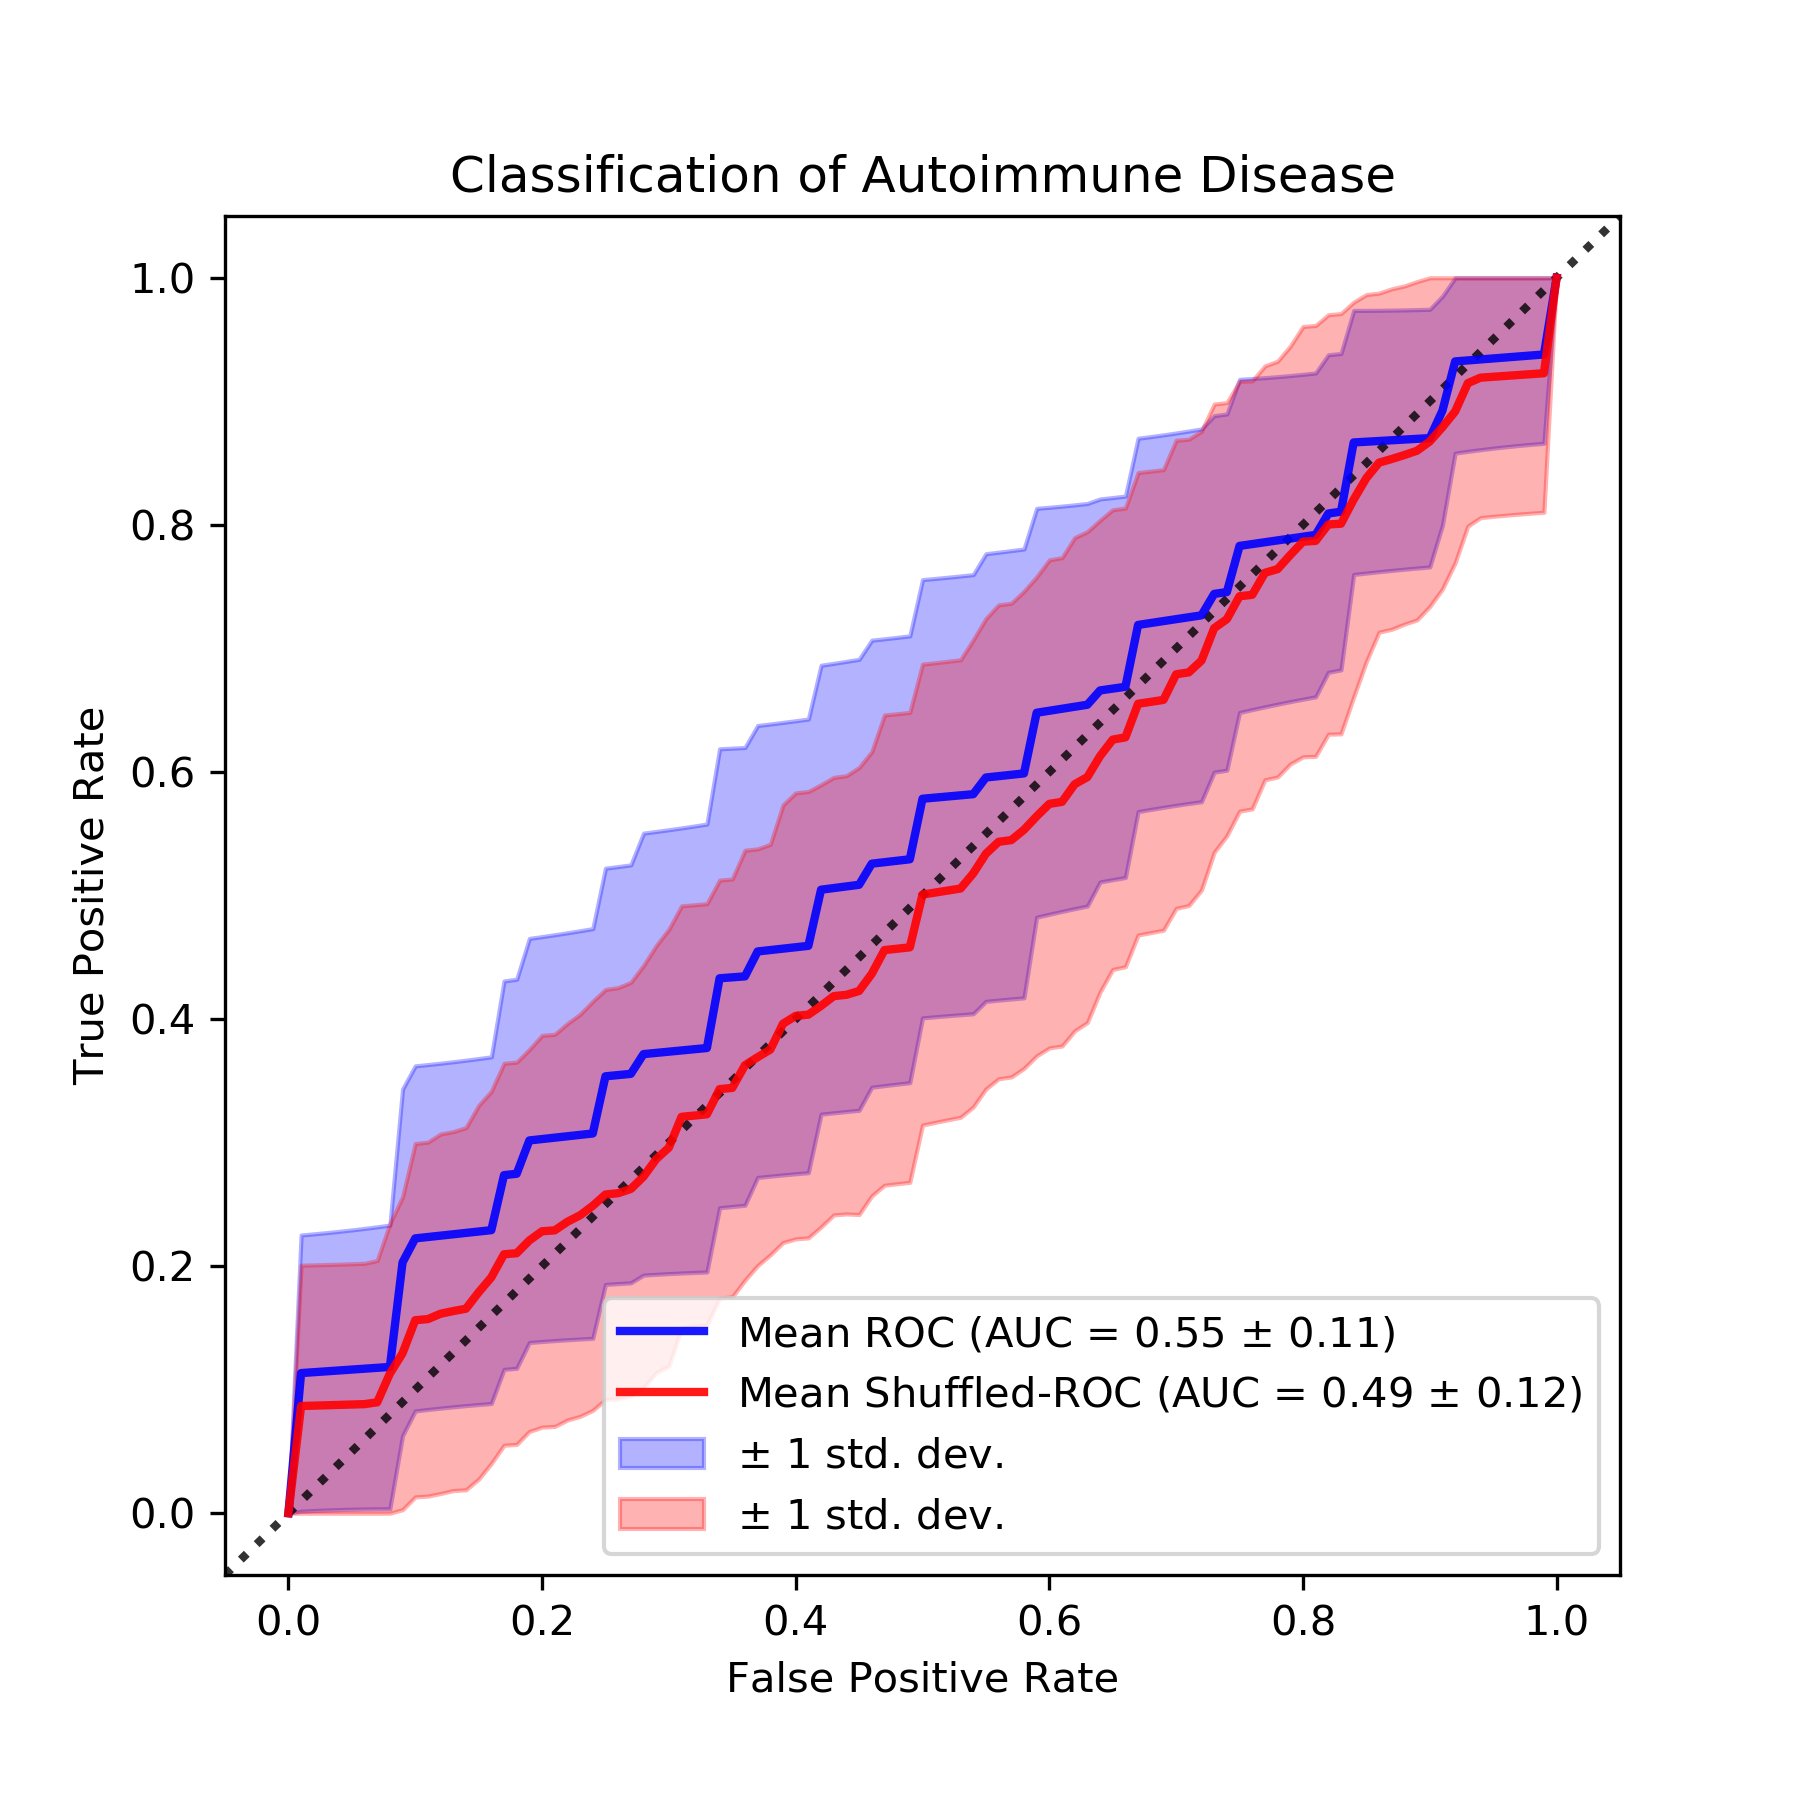 Classification of Autoimmune Disease
True Positive Rate
1.0
0.8
0.6
0.4
0.2
0.0
Mean ROC (AUC = 0.55 ± 0.11)
Mean Shuffled-ROC (AUC = 0.49 ± 0.12)
± 1 std. dev.
± 1 std. dev.
0.0 0.2 0.4 0.6 0.8 1.0
False Positive Rate